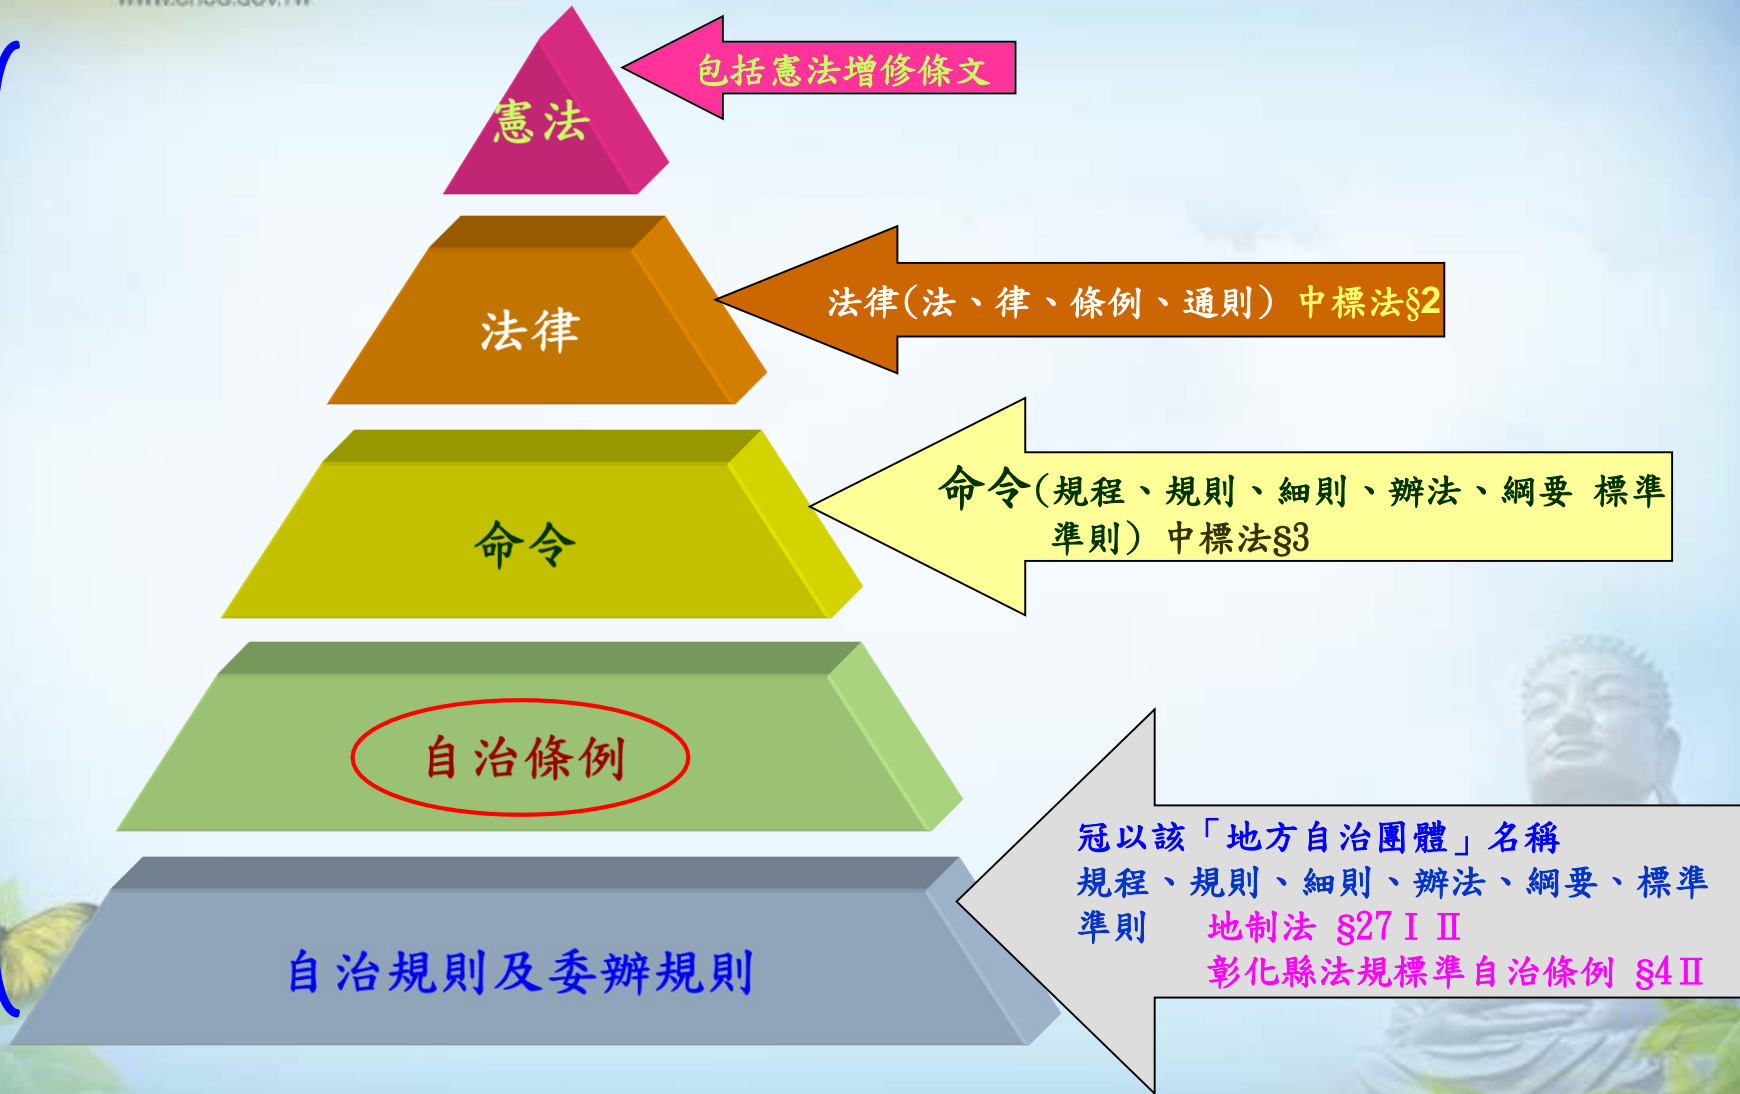 憲法
包括憲法增修條文
法律
法律(法、律、條例、通則) 中標法§2
命令
命令(規程、規則、細則、辦法、綱要 標準
準則) 中標法§3
自治條例
自治規則及委辦規則
冠以該「地方自治團體」名稱
規程、規則、細則、辦法、綱要、標準
準則 地制法 §27ⅠⅡ
彰化縣法規標準自治條例 §4Ⅱ